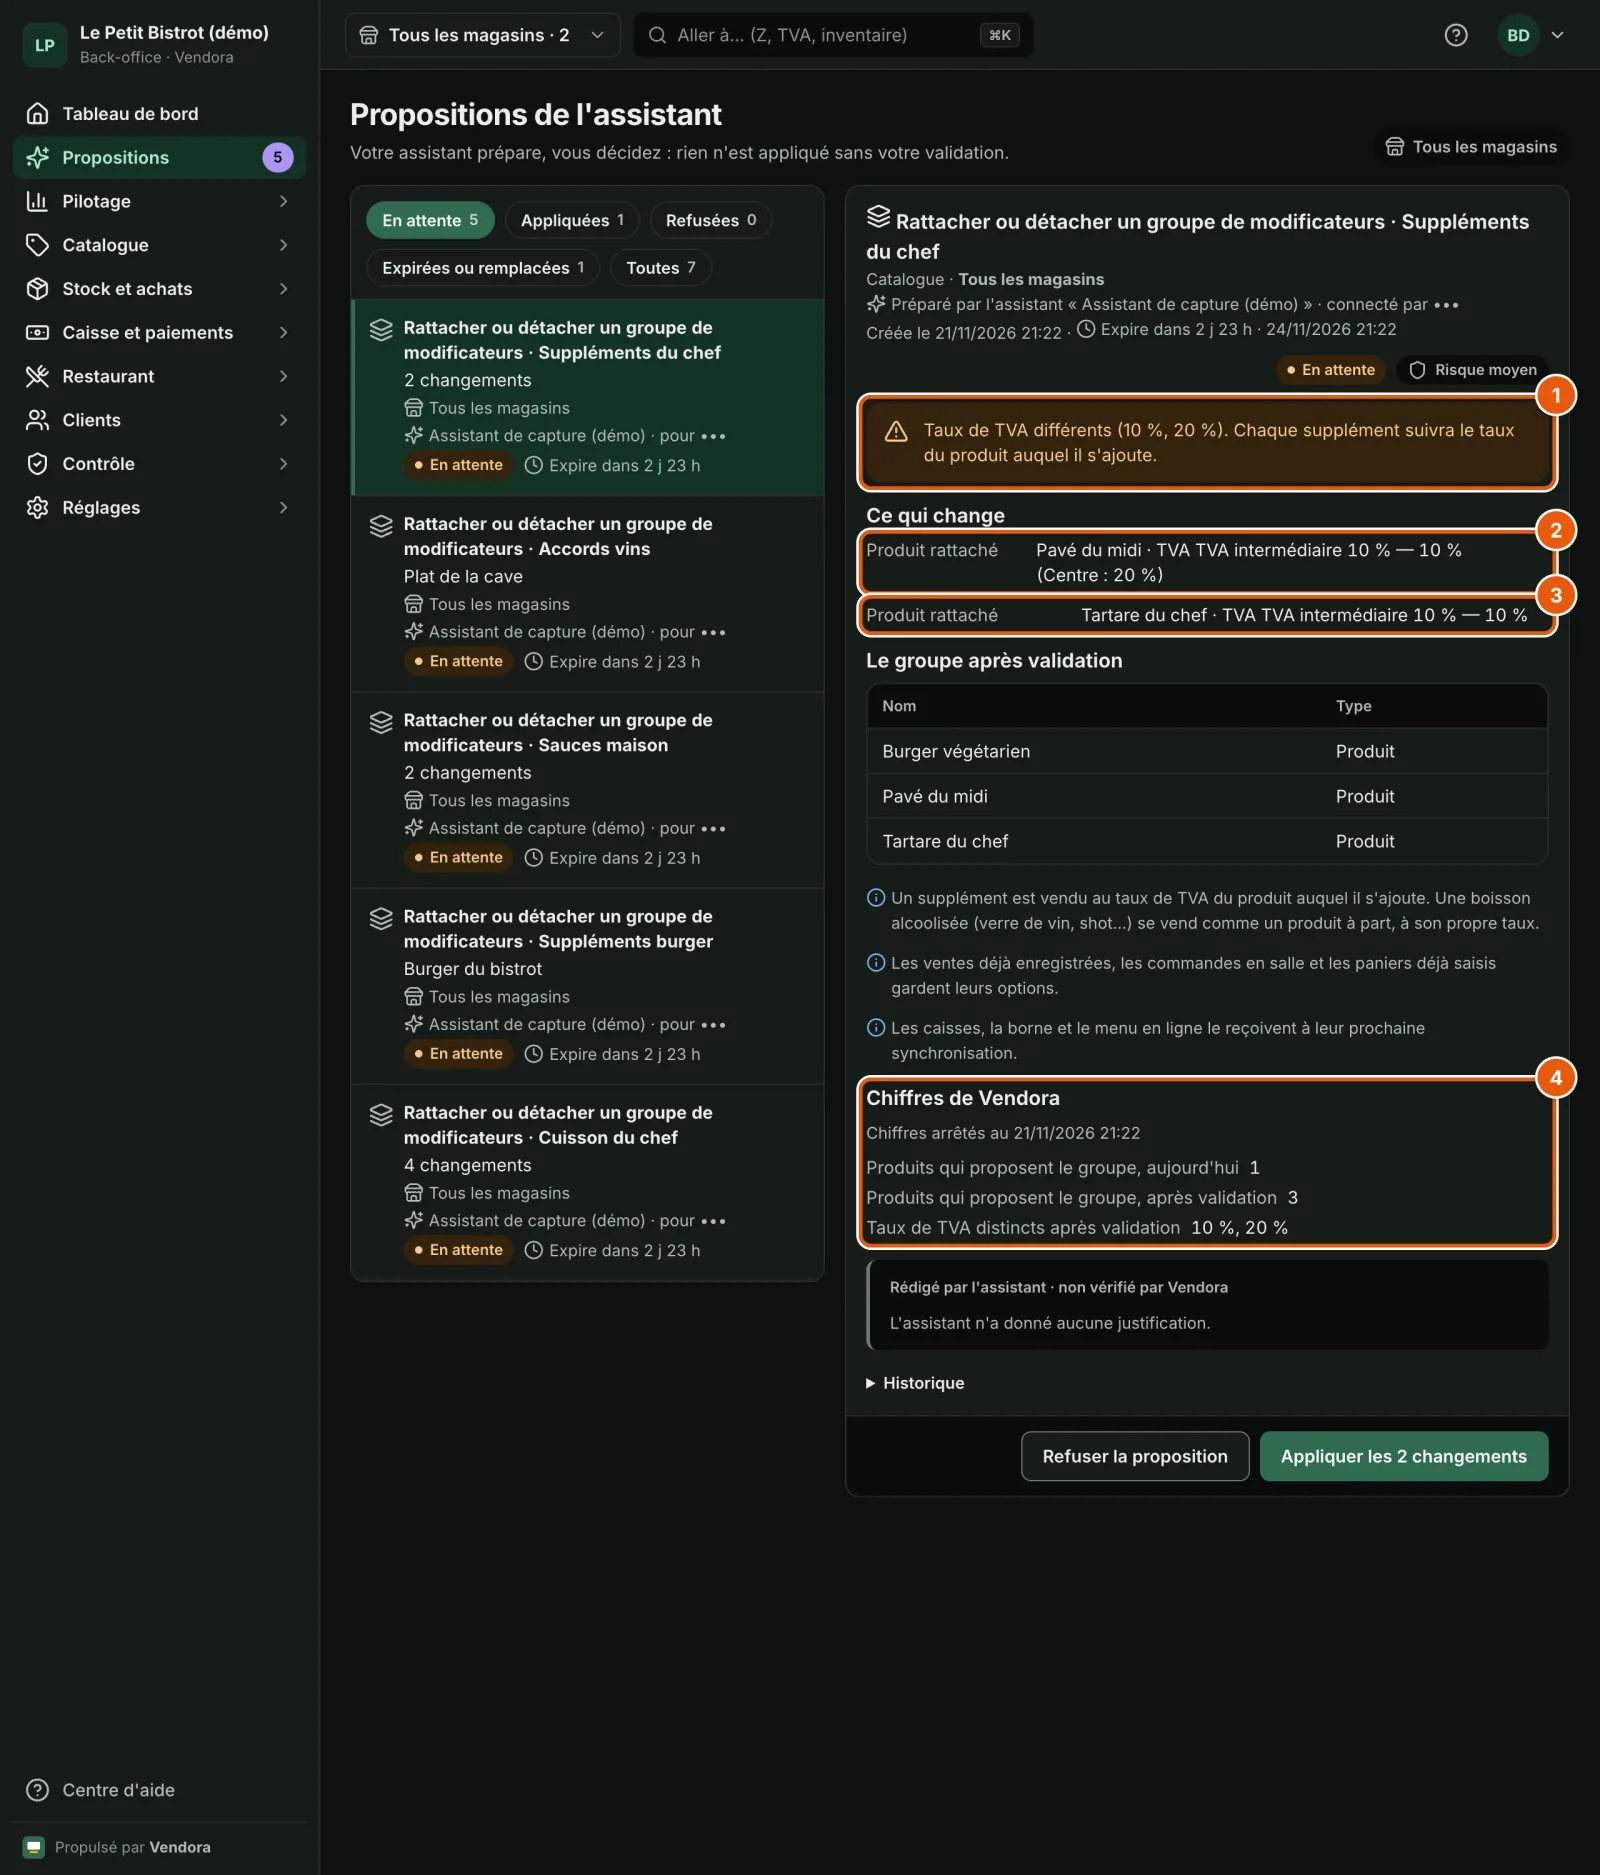 LP
Le Petit Bistrot (démo)
Back-office · Vendora
Tous les magasins · 2
Aller à... (Z, TVA, inventaire)
⌘K
BD
Tableau de bord
Propositions
5
Pilotage
Catalogue
Stock et achats
Caisse et paiements
Restaurant
Clients
Contrôle
Réglages
Centre d'aide
Propulsé par Vendora
Propositions de l'assistant
Votre assistant prépare, vous décidez : rien n'est appliqué sans votre validation.
Tous les magasins
En attente 5
Appliquées 1
Refusées 0
Expirées ou remplacées 1
Toutes 7
Rattacher ou détacher un groupe de
modificateurs · Suppléments du chef
2 changements
Tous les magasins
Assistant de capture (démo) · pour •••
En attente
Expire dans 2 j 23 h
Rattacher ou détacher un groupe de
modificateurs · Accords vins
Plat de la cave
Tous les magasins
Assistant de capture (démo) · pour •••
En attente
Expire dans 2 j 23 h
Rattacher ou détacher un groupe de
modificateurs · Sauces maison
2 changements
Tous les magasins
Assistant de capture (démo) · pour •••
En attente
Expire dans 2 j 23 h
Rattacher ou détacher un groupe de
modificateurs · Suppléments burger
Burger du bistrot
Tous les magasins
Assistant de capture (démo) · pour •••
En attente
Expire dans 2 j 23 h
Rattacher ou détacher un groupe de
modificateurs · Cuisson du chef
4 changements
Tous les magasins
Assistant de capture (démo) · pour •••
En attente
Expire dans 2 j 23 h
Rattacher ou détacher un groupe de modificateurs · Suppléments
du chef
Catalogue · Tous les magasins
Préparé par l'assistant « Assistant de capture (démo) » · connecté par •••
Créée le 21/11/2026 21:22 · Expire dans 2 j 23 h · 24/11/2026 21:22
En attente
Risque moyen
1
Taux de TVA différents (10 %, 20 %). Chaque supplément suivra le taux
du produit auquel il s'ajoute.
Ce qui change
2
Produit rattaché Pavé du midi · TVA TVA intermédiaire 10 % — 10 %
(Centre : 20 %)
3
Produit rattaché Tartare du chef · TVA TVA intermédiaire 10 % — 10 %
Le groupe après validation
Nom Type
Burger végétarien Produit
Pavé du midi Produit
Tartare du chef Produit
Un supplément est vendu au taux de TVA du produit auquel il s'ajoute. Une boisson
alcoolisée (verre de vin, shot...) se vend comme un produit à part, à son propre taux.
Les ventes déjà enregistrées, les commandes en salle et les paniers déjà saisis
gardent leurs options.
Les caisses, la borne et le menu en ligne le reçoivent à leur prochaine
synchronisation.
4
Chiffres de Vendora
Chiffres arrêtés au 21/11/2026 21:22
Produits qui proposent le groupe, aujourd'hui 1
Produits qui proposent le groupe, après validation 3
Taux de TVA distincts après validation 10 %, 20 %
Rédigé par l'assistant · non vérifié par Vendora
L'assistant n'a donné aucune justification.
Historique
Refuser la proposition
Appliquer les 2 changements